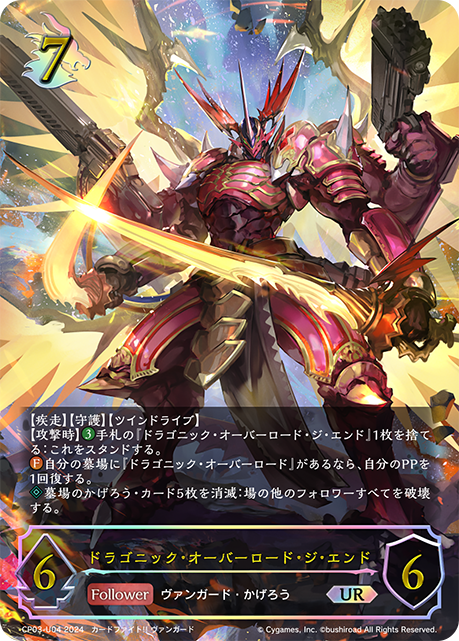 7
【疾走】【守護】【ツインドライブ】
【攻撃時】③手札の『ドラゴニック・オーバーロード・ジ・エンド』1枚を捨て
る:これをスタンドする。
F 自分の墓場に『ドラゴニック・オーバーロード』があるなら、自分のPPを
1回復する。
墓場のかげろう・カード5枚を消滅:場の他のフォロワーすべてを破壊
する。
ドラゴニック・オーバーロード・ジ・エンド
6
Follower ヴァンガード・かげろう UR
6
CP03-U04 2024 カードファイト!! ヴァンガード © Cygames, Inc. ©bushiroad All Rights Reserved.